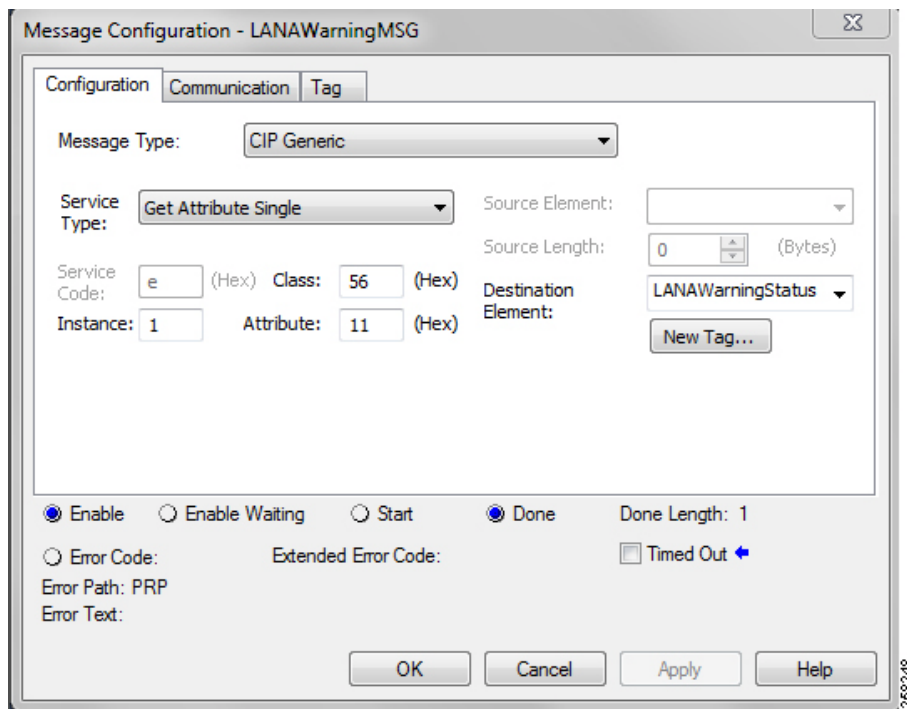 Message Configuration - LANAWarningMSG
Configuration Communication Tag
Message Type: CIP Generic
Service Type: Get Attribute Single
Source Element:
Source Length: 0 (Bytes)
Service Code: e (Hex) Class: 56 (Hex)
Destination Element: LANAWarningStatus
Instance: 1 Attribute: 11 (Hex)
New Tag...
Enable Enable Waiting Start Done Done Length: 1
Error Code: Extended Error Code: Timed Out
Error Path: PRP
Error Text:
OK Cancel Apply Help
258248